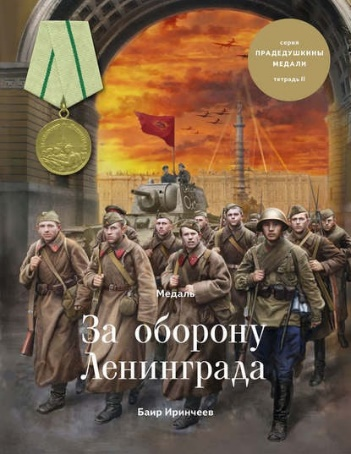 серия
ПРАДЕДУШКИНЫ
МЕДАЛИ
тетрадь II
Медаль
За оборону
Ленинграда
Баир Иринчеев